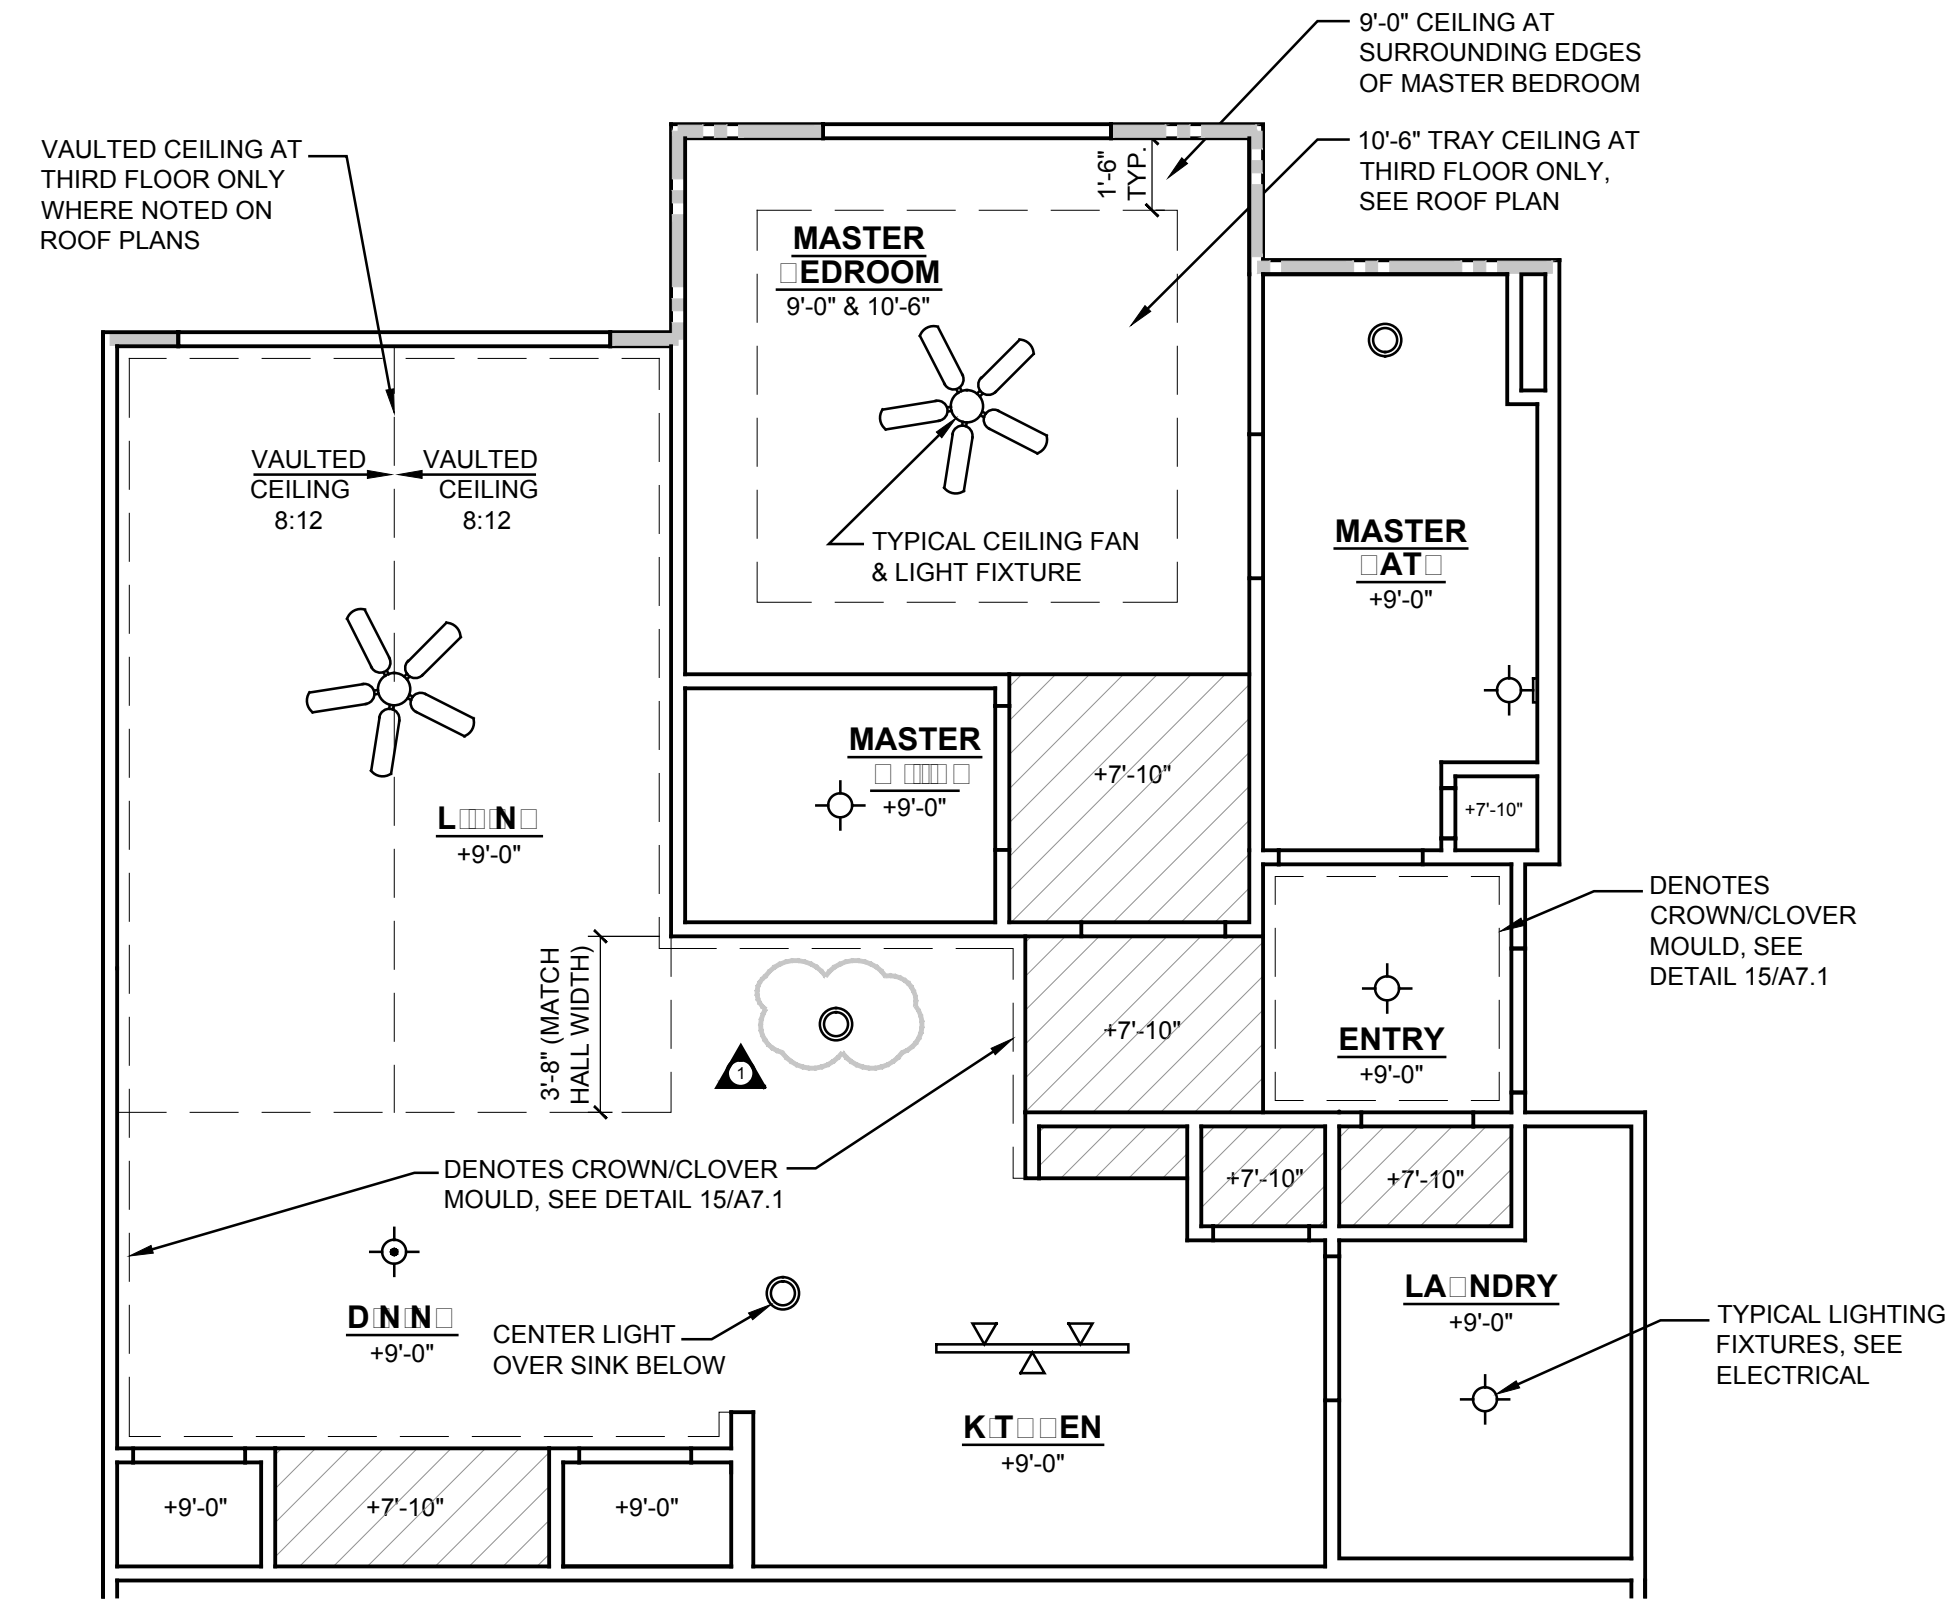 9'-0" CEILING AT
SURROUNDING EDGES
OF MASTER BEDROOM
VAULTED CEILING AT
THIRD FLOOR ONLY
WHERE NOTED ON
ROOF PLANS
10'-6" TRAY CEILING AT
THIRD FLOOR ONLY,
SEE ROOF PLAN
1'-6"
TYP.
MASTER
□EDROOM
9'-0" & 10'-6"
VAULTED
CEILING
8:12
VAULTED
CEILING
8:12
TYPICAL CEILING FAN
& LIGHT FIXTURE
MASTER
□AT□
+9'-0"
MASTER
+9'-0"
+7'-10"
+7'-10"
+9'-0"
DENOTES
CROWN/CLOVER
MOULD, SEE
DETAIL 15/A7.1
3'-8" (MATCH
HALL WIDTH)
1
+7'-10"
ENTRY
+9'-0"
DENOTES CROWN/CLOVER
MOULD, SEE DETAIL 15/A7.1
+7'-10"
+7'-10"
+9'-0"
CENTER LIGHT
OVER SINK BELOW
LA□NDRY
+9'-0"
TYPICAL LIGHTING
FIXTURES, SEE
ELECTRICAL
+9'-0"
+9'-0"
+7'-10"
+9'-0"